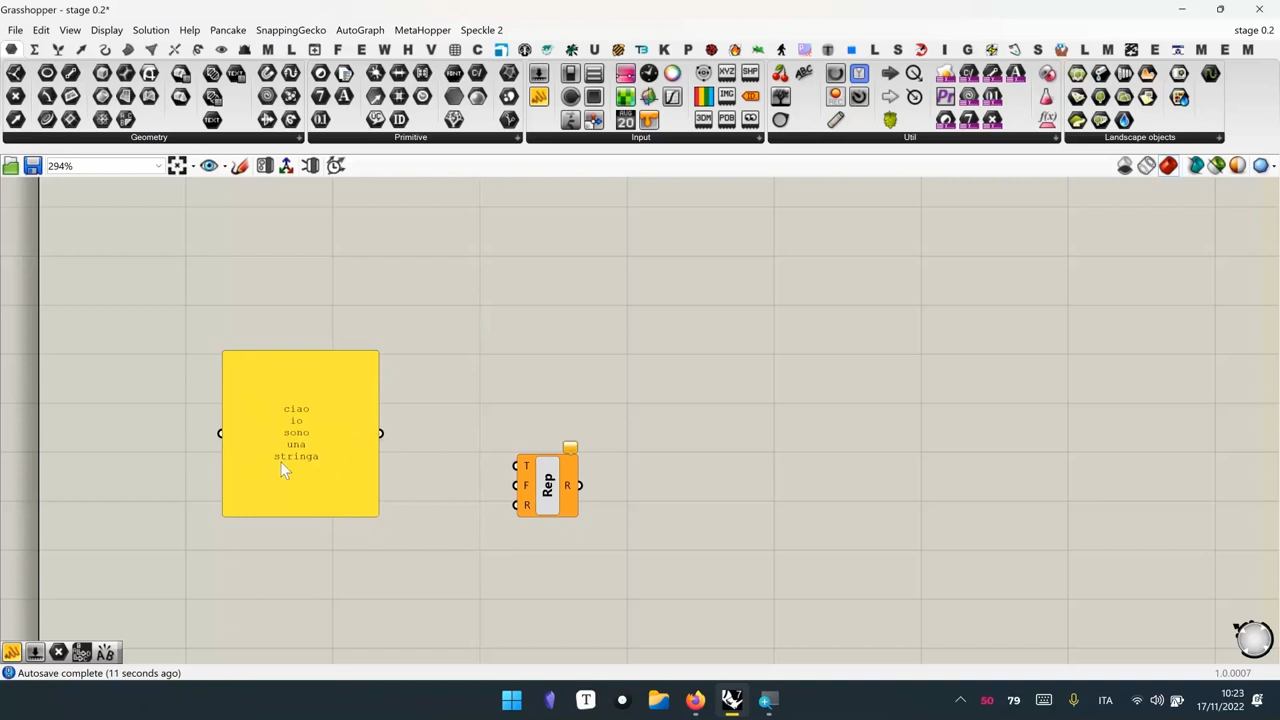 Grasshopper - stage 0.2*
File Edit View Display Solution Help Pancake SnappingGecko AutoGraph MetaHopper Speckle 2 stage 0.2
Geometry Primitive Input Util Landscape objects
294%
ciao
io
sono
una
stringa
T
F
R
Rep
R
Autosave complete (11 seconds ago) 1.0.0007
50 79 ITA 10:23
17/11/2022